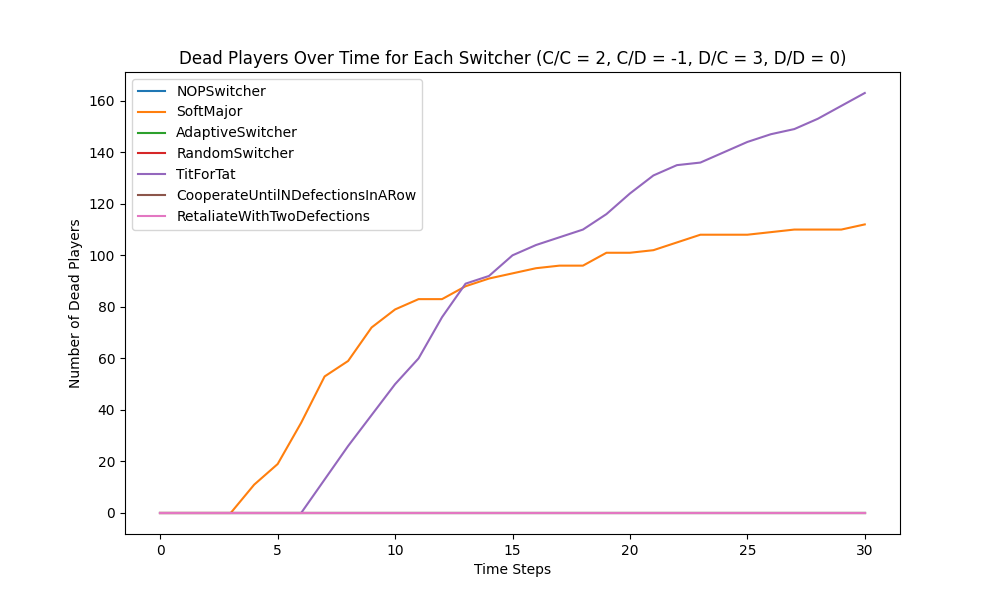 Dead Players Over Time for Each Switcher (C/C = 2, C/D = -1, D/C = 3, D/D = 0)
NOPSwitcher
SoftMajor
AdaptiveSwitcher
RandomSwitcher
TitForTat
CooperateUntilNDefectionsInARow
RetaliateWithTwoDefections
Number of Dead Players
160
140
120
100
80
60
40
20
0
0 5 10 15 20 25 30
Time Steps